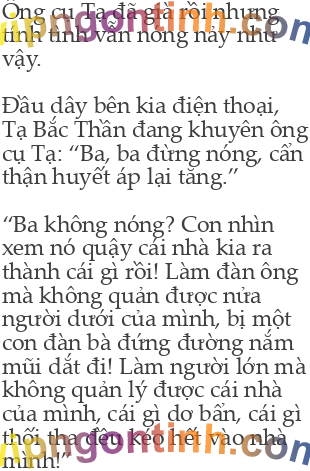 Ông cụ Tạ đã già rồi nhưng
tính tình vẫn nóng nảy như
vậy.
Đầu dây bên kia điện thoại,
Tạ Bắc Thần đang khuyên ông
cụ Tạ: “Ba, ba đừng nóng, cẩn
thận huyết áp lại tăng.”
“Ba không nóng? Con nhìn
xem nó quậy cái nhà kia ra
thành cái gì rồi! Làm đàn ông
mà không quản được nửa
người dưới của mình, bị một
con đàn bà đứng đường nắm
mũi dắt đi! Làm người lớn mà
không quản lý được cái nhà
của mình, cái gì dơ bẩn, cái gì
thối tha đều kéo hết vào nhà
mình!”
vipngontinh.com
vipngontinh.com